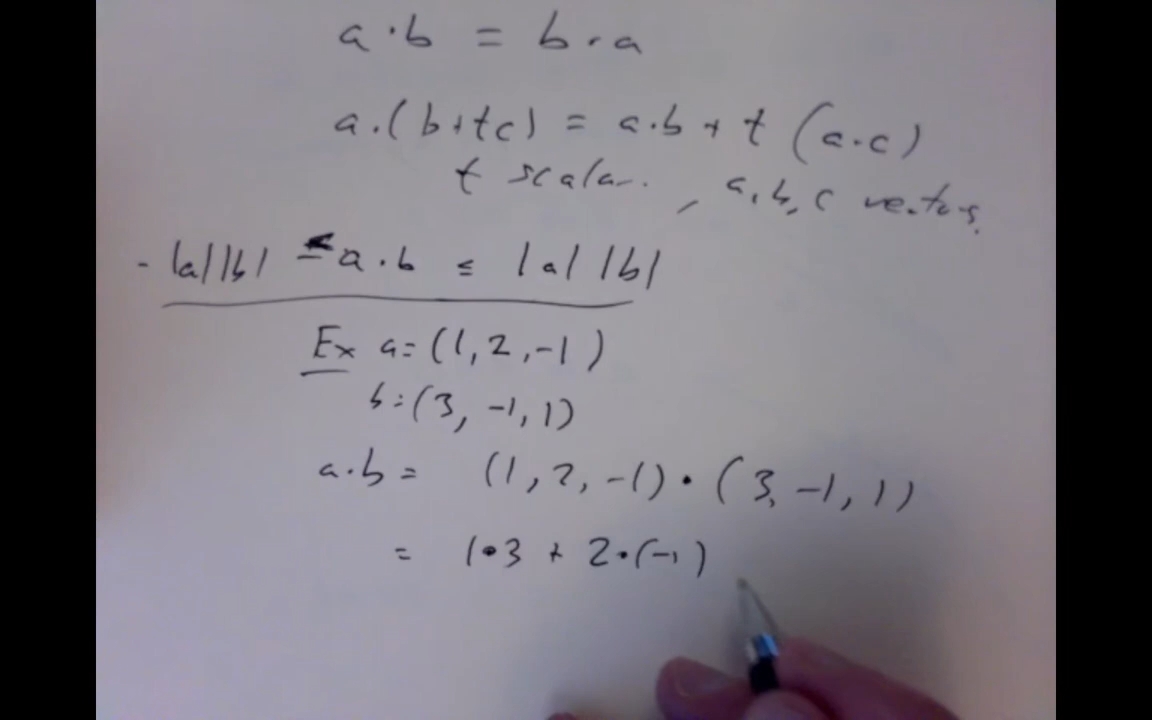 a·b = b·a
a·(b+tc) = a·b + t (a·c)
t scalar. , a, b, c vectors.
- |a||b| ≤ a·b ≤ |a| |b|
Ex a=(1,2,-1)
b=(3,-1,1)
a·b = (1,2,-1)·(3,-1,1)
= 1·3 + 2·(-1)